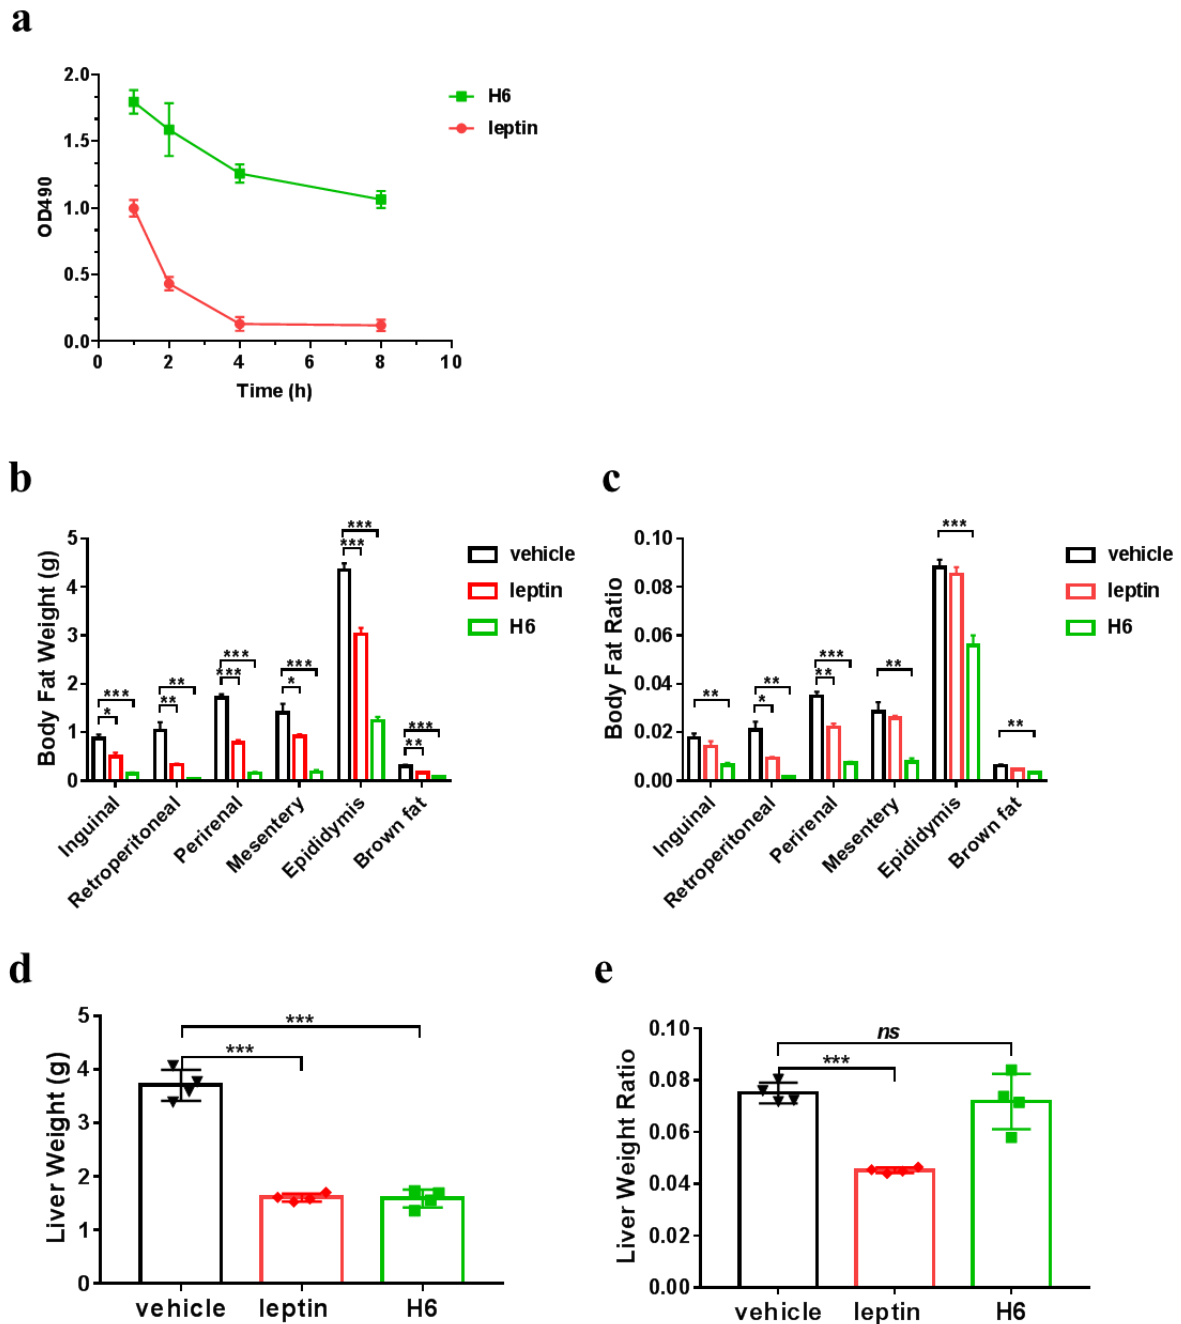 a
2.0
1.5
1.0
0.5
0.0
OD490
0 2 4 6 8 10
Time (h)
H6
leptin
b
5
4
3
2
1
0
Body Fat Weight (g)
*** * ** ** *** *** *** * *** *** *** **
Inguinal
Retroperitoneal
Perirenal
Mesentery
Epididymis
Brown fat
vehicle
leptin
H6
c
0.10
0.08
0.06
0.04
0.02
0.00
Body Fat Ratio
** ** * *** ** ** *** **
Inguinal
Retroperitoneal
Perirenal
Mesentery
Epididymis
Brown fat
vehicle
leptin
H6
d
5
4
3
2
1
0
Liver Weight (g)
***
***
vehicle leptin H6
e
0.10
0.08
0.06
0.04
0.02
0.00
Liver Weight Ratio
ns
***
vehicle leptin H6